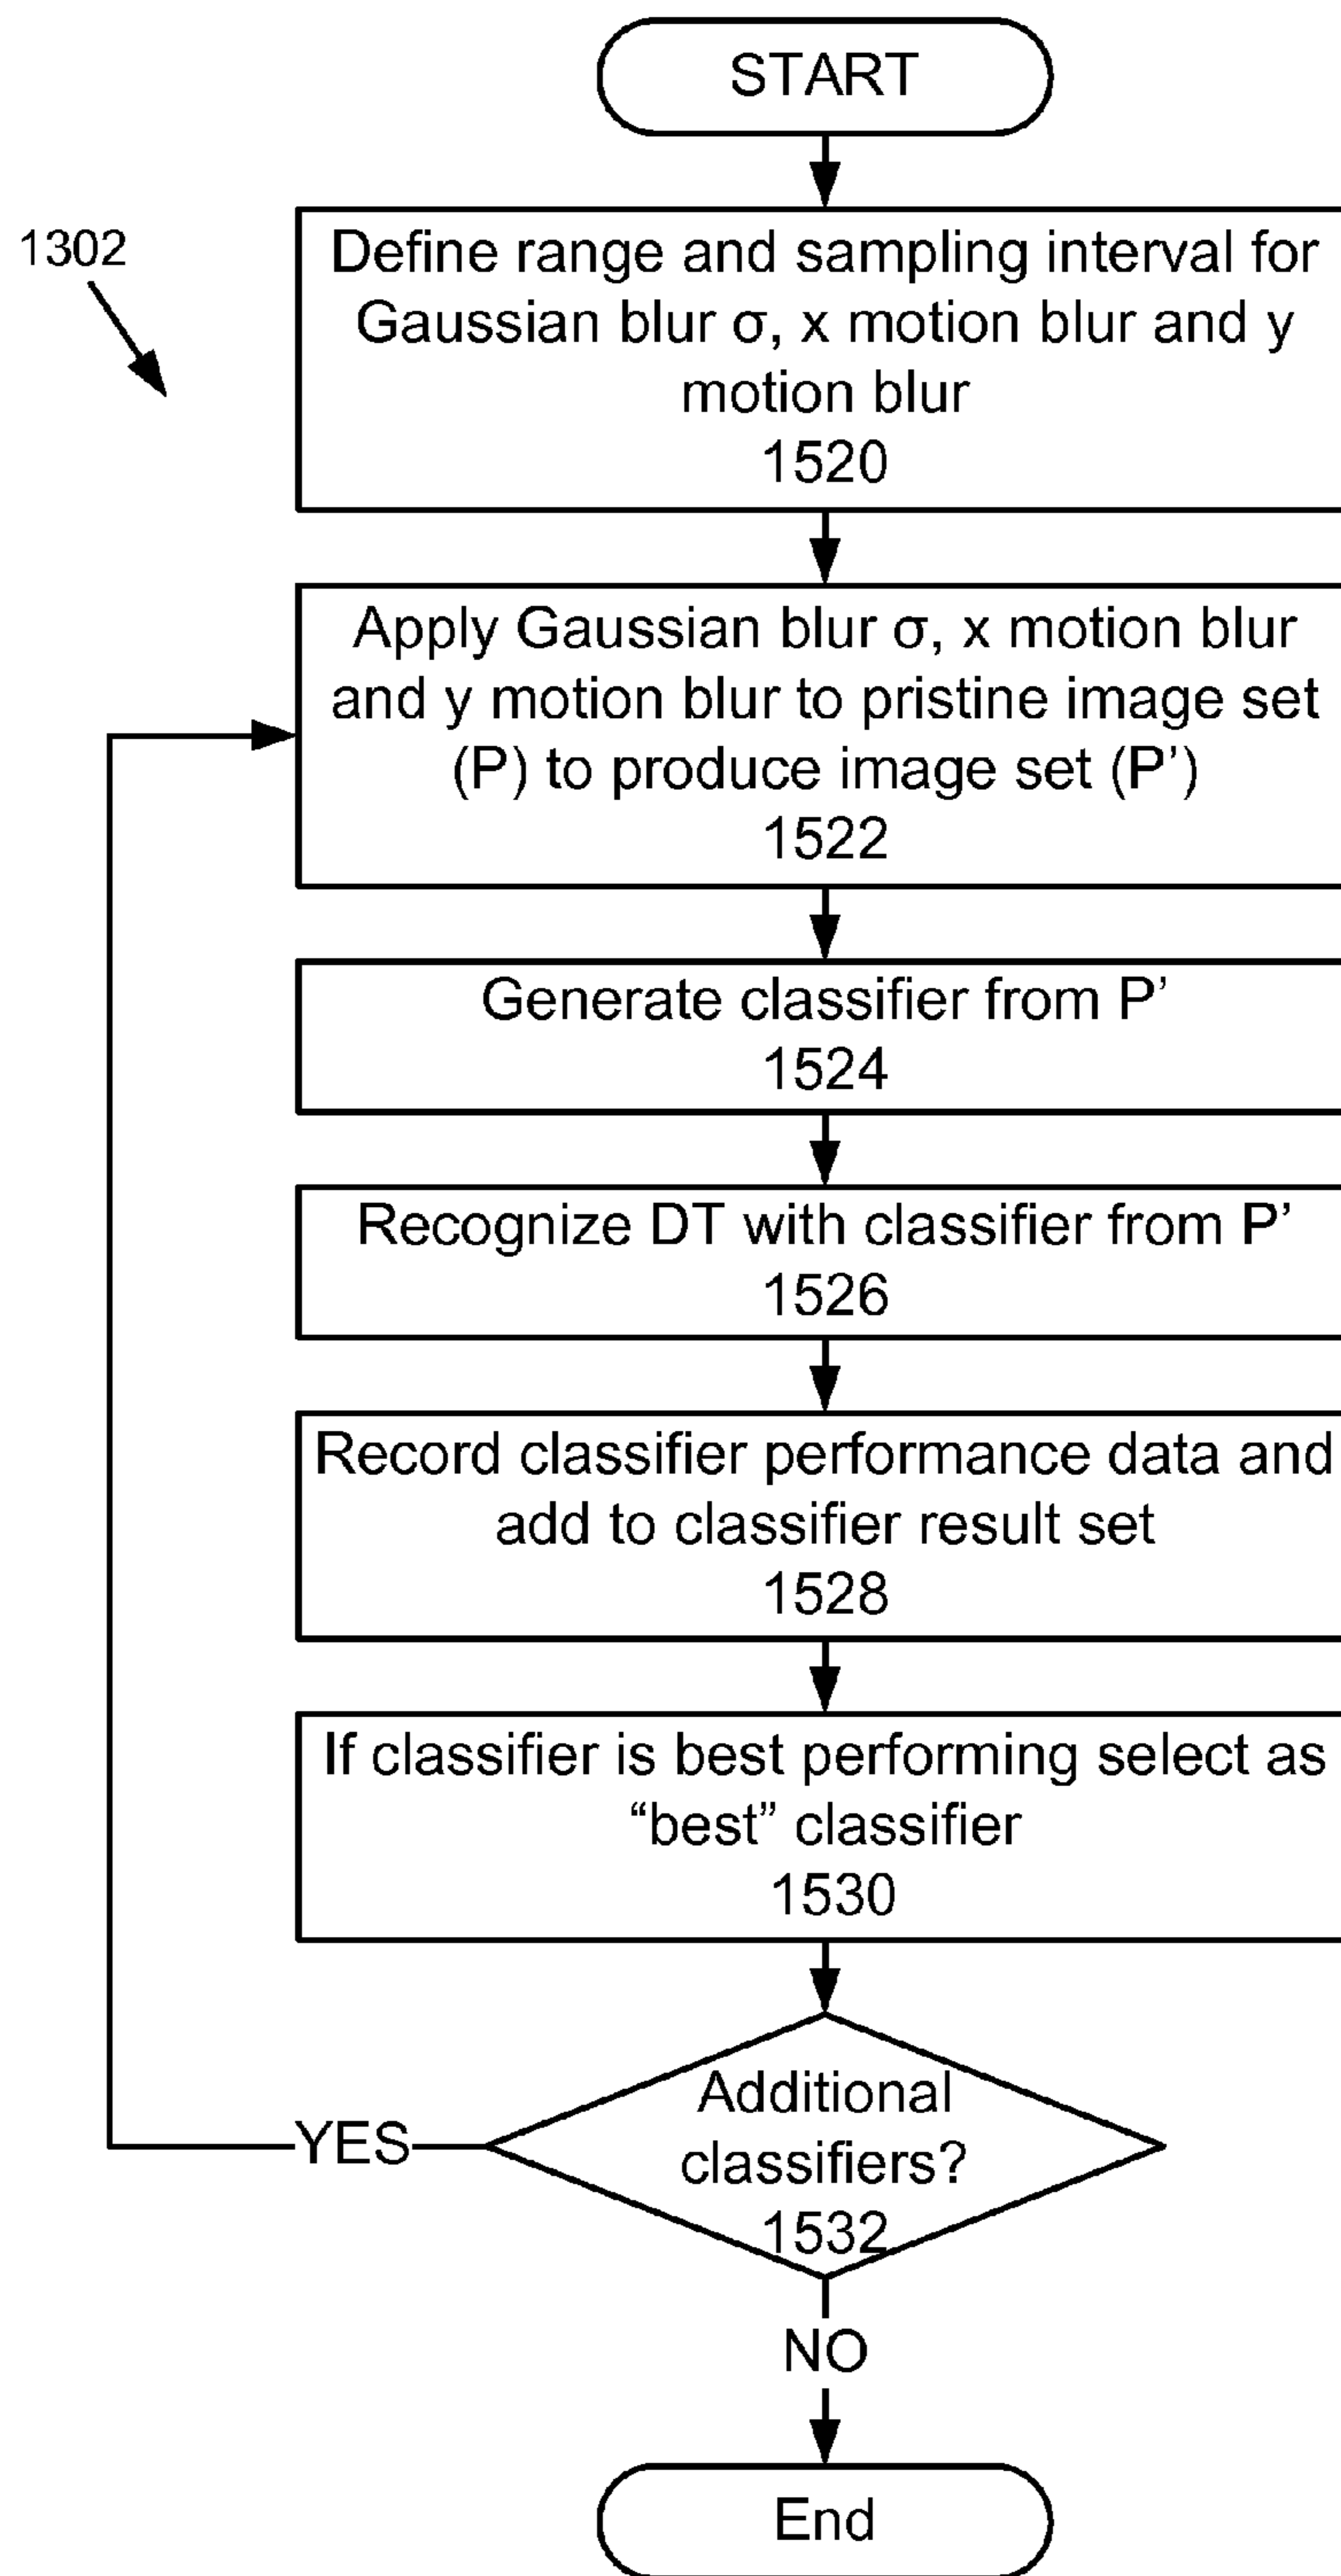 START
1302
Define range and sampling interval for
Gaussian blur σ, x motion blur and y
motion blur
1520
Apply Gaussian blur σ, x motion blur
and y motion blur to pristine image set
(P) to produce image set (P’)
1522
Generate classifier from P’
1524
Recognize DT with classifier from P’
1526
Record classifier performance data and
add to classifier result set
1528
If classifier is best performing select as
“best” classifier
1530
Additional
classifiers?
1532
YES
NO
End